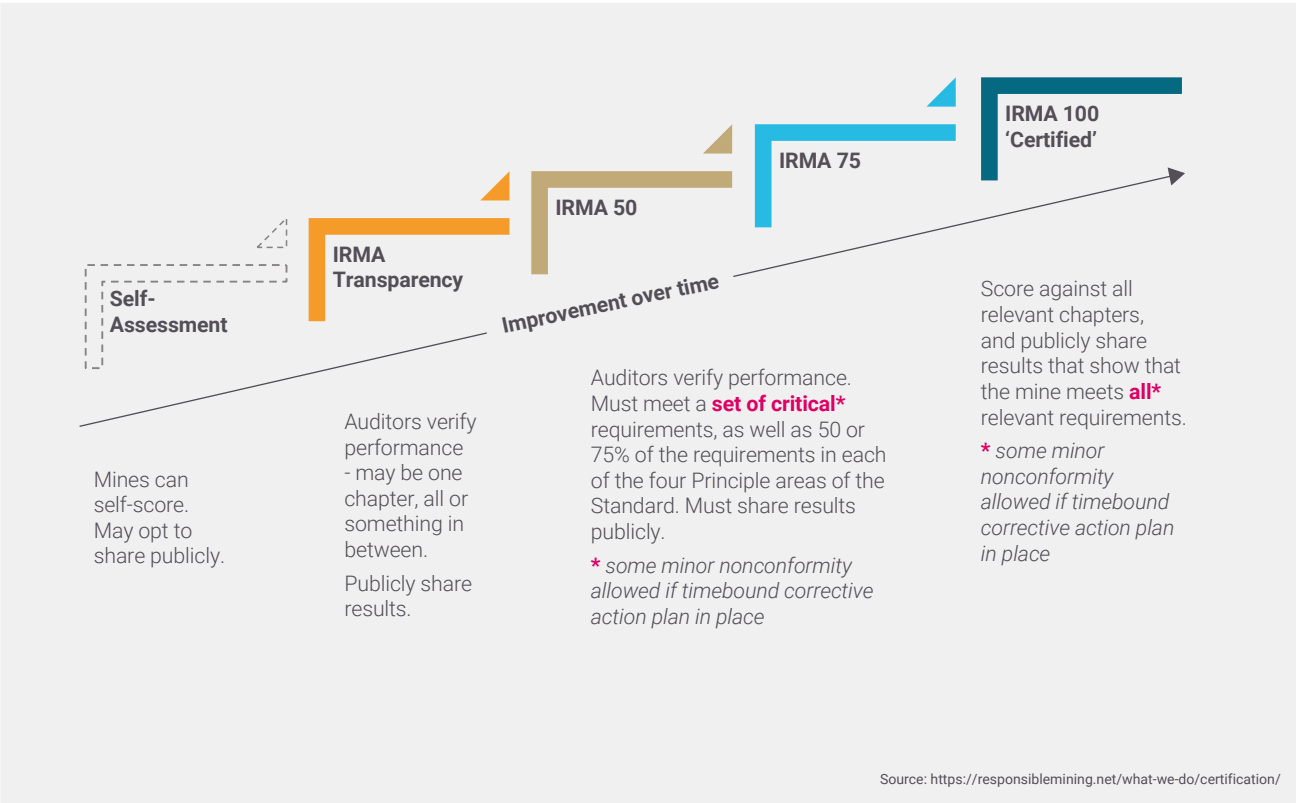 IRMA 100
‘Certified’
IRMA 75
IRMA 50
IRMA
Transparency
Self-
Assessment
Improvement over time
Mines can
self-score.
May opt to
share publicly.
Auditors verify
performance
- may be one
chapter, all or
something in
between.
Publicly share
results.
Auditors verify performance.
Must meet a set of critical*
requirements, as well as 50 or
75% of the requirements in each
of the four Principle areas of the
Standard. Must share results
publicly.
* some minor nonconformity
allowed if timebound corrective
action plan in place
Score against all
relevant chapters,
and publicly share
results that show that
the mine meets all*
relevant requirements.
* some minor
nonconformity
allowed if timebound
corrective action plan
in place
Source: https://responsiblemining.net/what-we-do/certification/